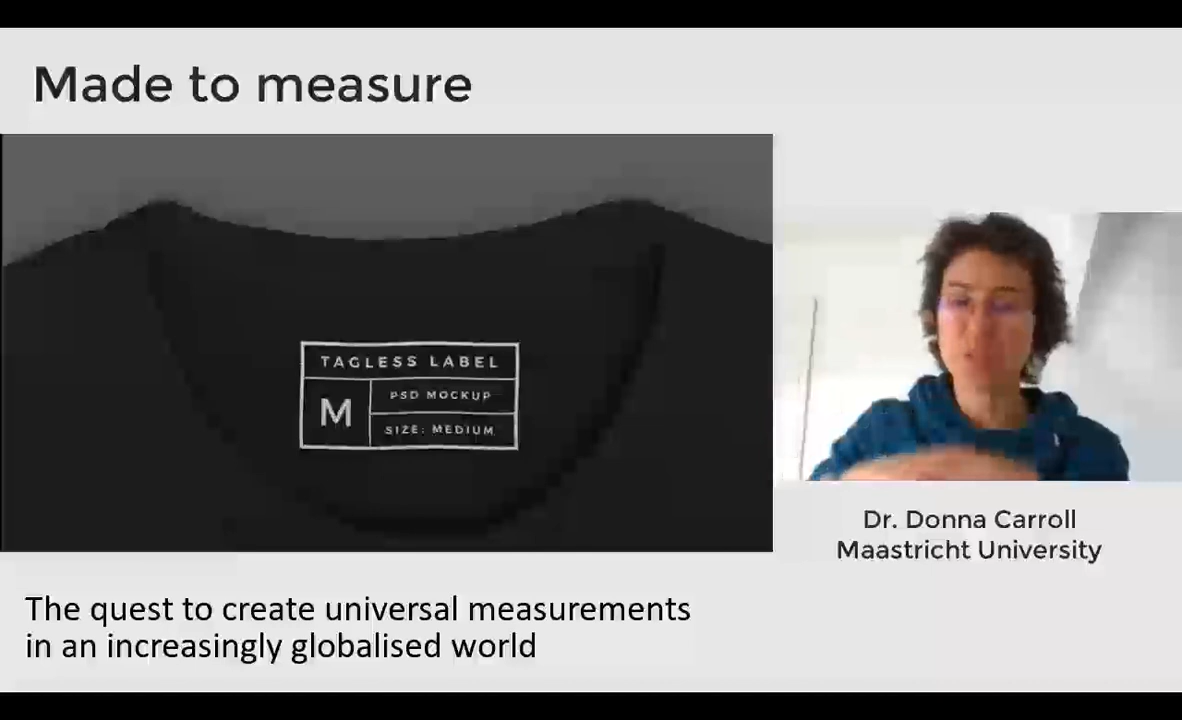 Made to measure
TAGLESS LABEL
M
PSD MOCKUP
SIZE: MEDIUM
Dr. Donna Carroll
Maastricht University
The quest to create universal measurements
in an increasingly globalised world